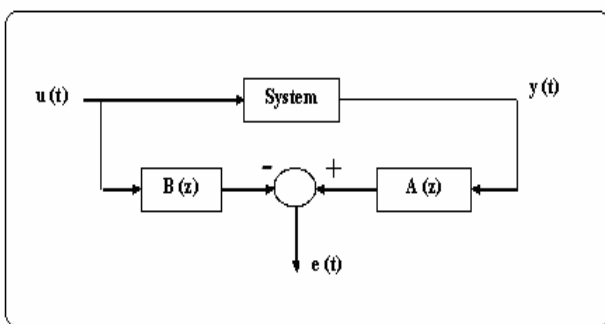 u (t)
System
y (t)
B (z)
-
+
A (z)
e (t)